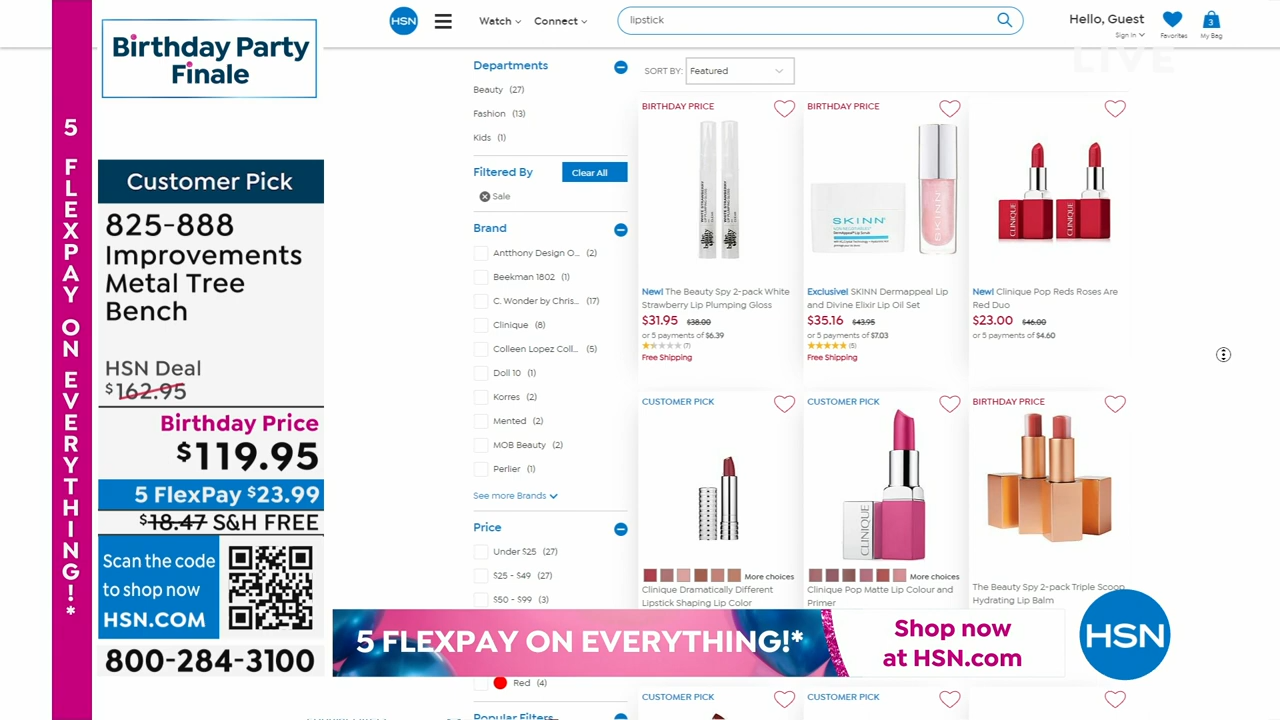 5 FLEXPAY ON EVERYTHING!*
Birthday Party
Finale
Customer Pick
825-888
Improvements
Metal Tree
Bench
HSN Deal
$162.95
Birthday Price
$119.95
5 FlexPay $23.99
$18.47 S&H FREE
Scan the code
to shop now
HSN.COM
800-284-3100
HSN
Watch
Connect
lipstick
Hello, Guest
Sign In
Favorites
3
My Bag
LIVE
Departments
Beauty (27)
Fashion (13)
Kids (1)
Filtered By
Clear All
Sale
Brand
Antthony Design O... (2)
Beekman 1802 (1)
C. Wonder by Chris... (17)
Clinique (8)
Colleen Lopez Coll... (5)
Doll 10 (1)
Korres (2)
Mented (2)
MOB Beauty (2)
Perlier (1)
See more Brands
Price
Under $25 (27)
$25 - $49 (27)
$50 - $99 (3)
Red (4)
Popular Filters
SORT BY: Featured
BIRTHDAY PRICE
New! The Beauty Spy 2-pack White
Strawberry Lip Plumping Gloss
$31.95 $38.00
or 5 payments of $6.39
(7)
Free Shipping
BIRTHDAY PRICE
SKINN
SKINN
Exclusive! SKINN Dermappeal Lip
and Divine Elixir Lip Oil Set
$35.16 $43.95
or 5 payments of $7.03
(5)
Free Shipping
CLINIQUE
CLINIQUE
New! Clinique Pop Reds Roses Are
Red Duo
$23.00 $46.00
or 5 payments of $4.60
CUSTOMER PICK
More choices
Clinique Dramatically Different
Lipstick Shaping Lip Color
CUSTOMER PICK
CLINIQUE
More choices
Clinique Pop Matte Lip Colour and
Primer
BIRTHDAY PRICE
The Beauty Spy 2-pack Triple Scoop
Hydrating Lip Balm
5 FLEXPAY ON EVERYTHING!*
Shop now
at HSN.com
HSN
CUSTOMER PICK
CUSTOMER PICK